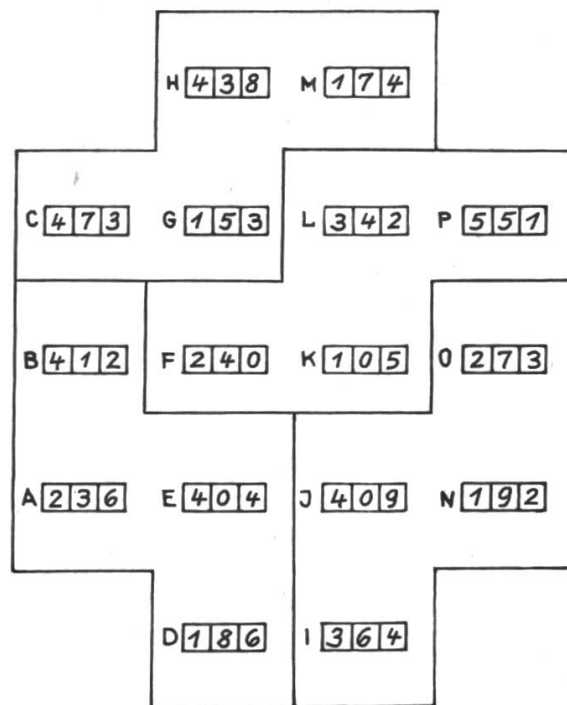 H 438 M 174
C 473 G 153 L 342 P 551
B 412 F 240 K 105 O 273
A 236 E 404 J 409 N 192
D 186 I 364